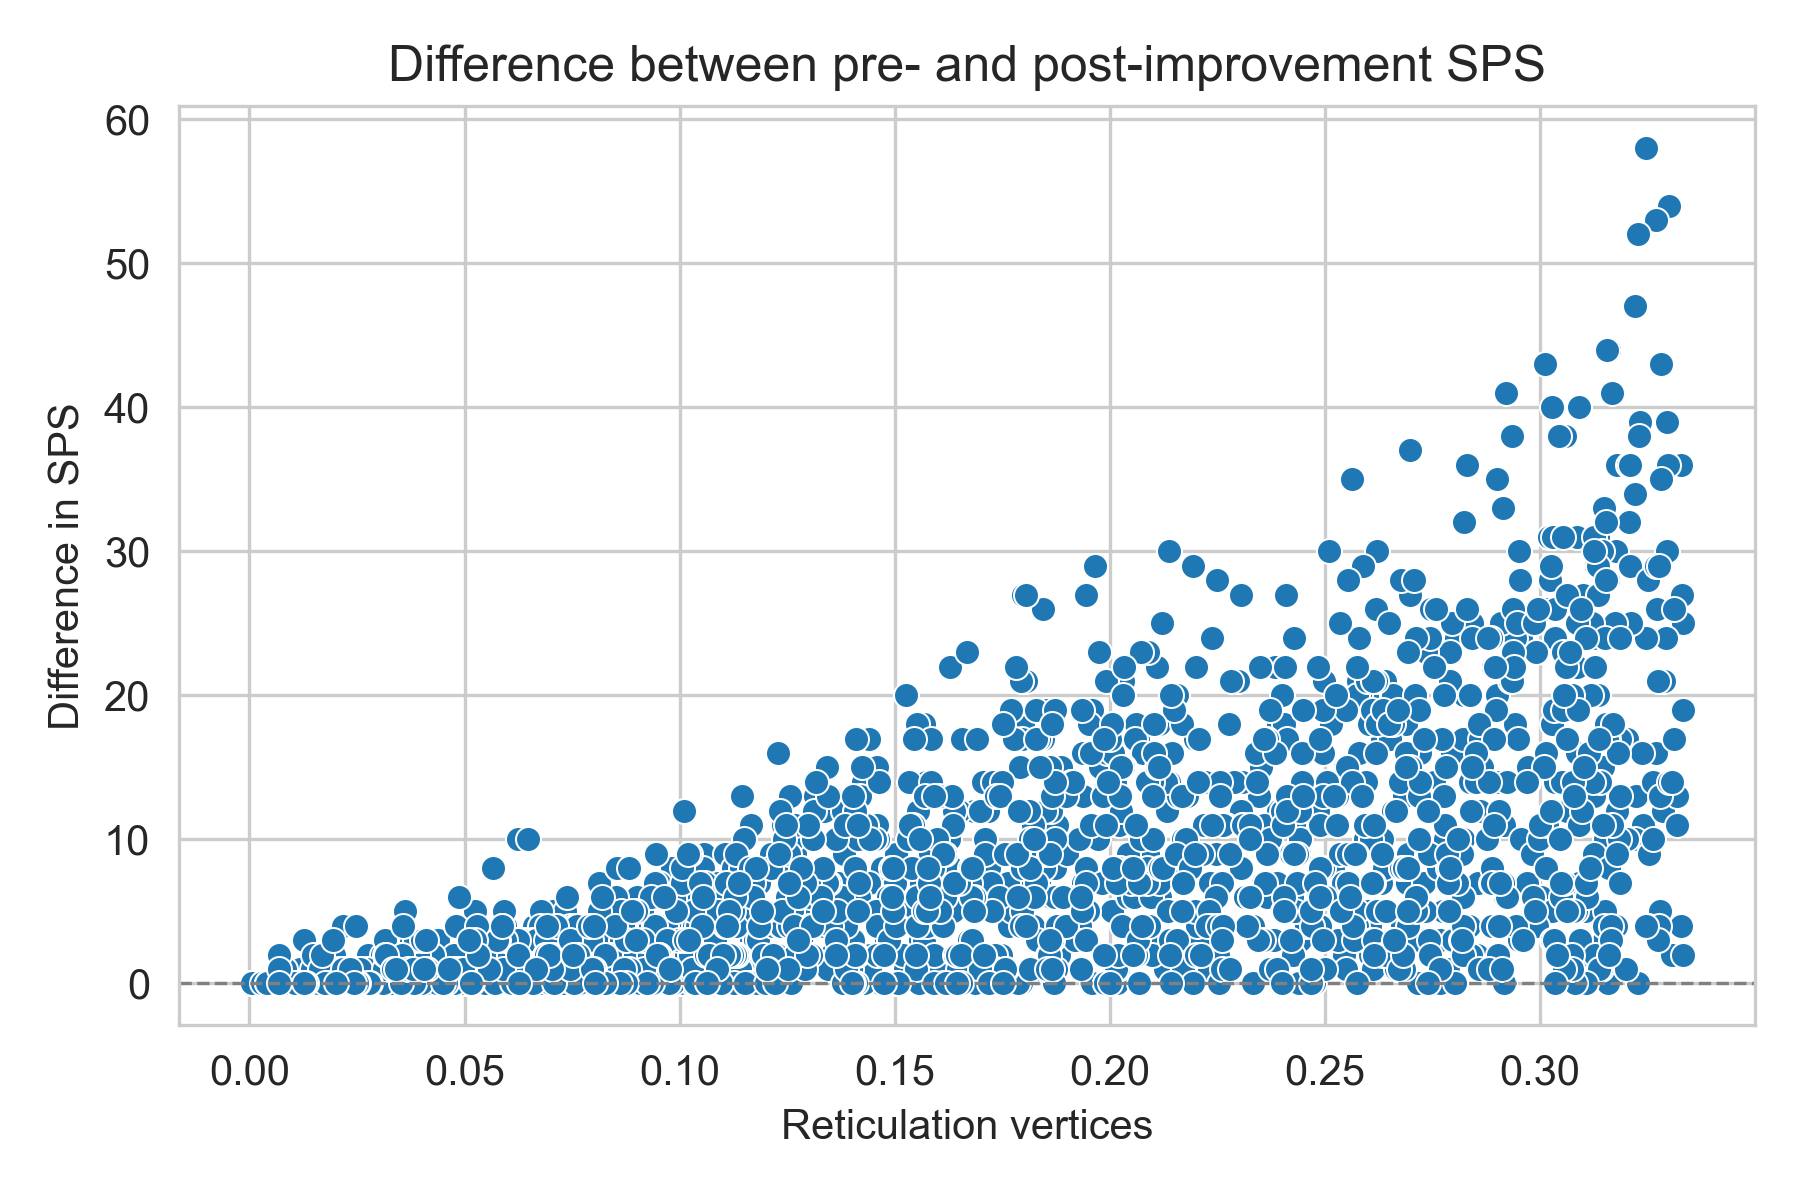 Difference between pre- and post-improvement SPS
60
50
40
30
20
10
0
Difference in SPS
0.00 0.05 0.10 0.15 0.20 0.25 0.30
Reticulation vertices